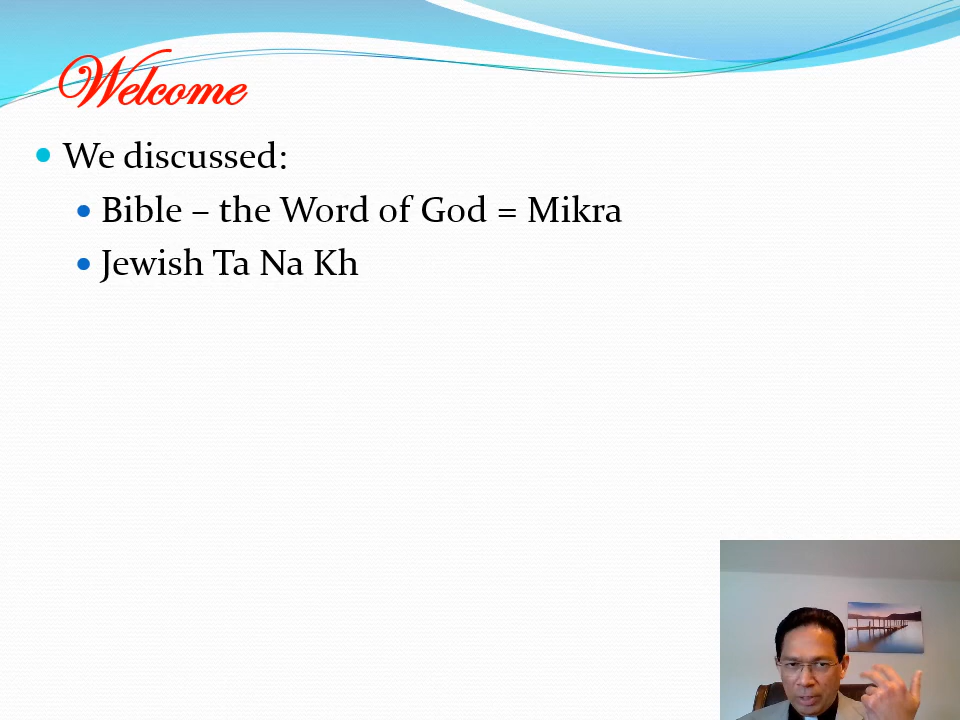 Welcome
We discussed:
Bible – the Word of God = Mikra
Jewish Ta Na Kh